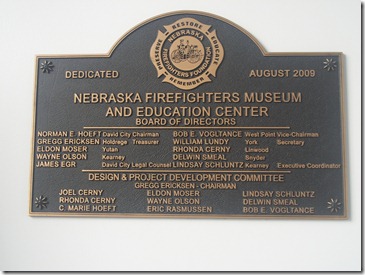 RESTORE
PRESERVE
EDUCATE
NEBRASKA
FIREFIGHTERS FOUNDATION
REMEMBER
DEDICATED AUGUST 2009
NEBRASKA FIREFIGHTERS MUSEUM
AND EDUCATION CENTER
BOARD OF DIRECTORS
NORMAN E. HOEFT David City Chairman BOB E. VOGLTANCE West Point Vice-Chairman
GREGG ERICKSEN Holdrege Treasurer WILLIAM LUNDY York Secretary
ELDON MOSER Yutan RHONDA CERNY Linwood
WAYNE OLSON Kearney DELWIN SMEAL Snyder
JAMES EGR David City Legal Counsel LINDSAY SCHLUNTZ Kearney Executive Coordinator
DESIGN & PROJECT DEVELOPMENT COMMITTEE
GREGG ERICKSEN - CHAIRMAN
JOEL CERNY ELDON MOSER LINDSAY SCHLUNTZ
RHONDA CERNY WAYNE OLSON DELWIN SMEAL
C. MARIE HOEFT ERIC RASMUSSEN BOB E. VOGLTANCE